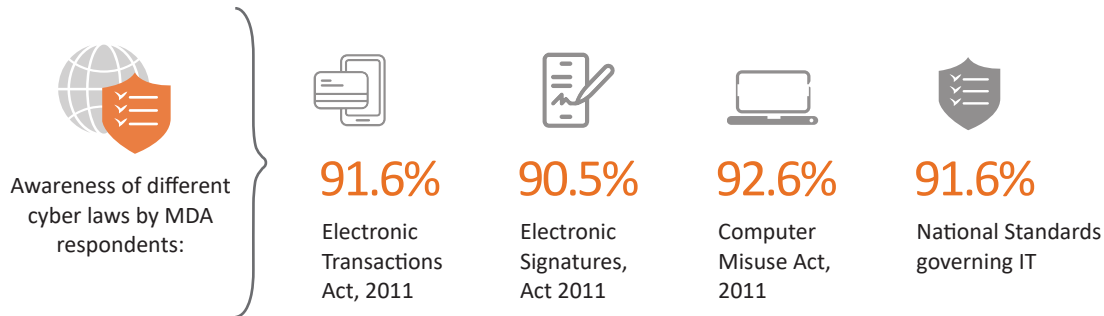 Awareness of different
cyber laws by MDA
respondents:
91.6%
Electronic
Transactions
Act, 2011
90.5%
Electronic
Signatures,
Act 2011
92.6%
Computer
Misuse Act,
2011
91.6%
National Standards
governing IT